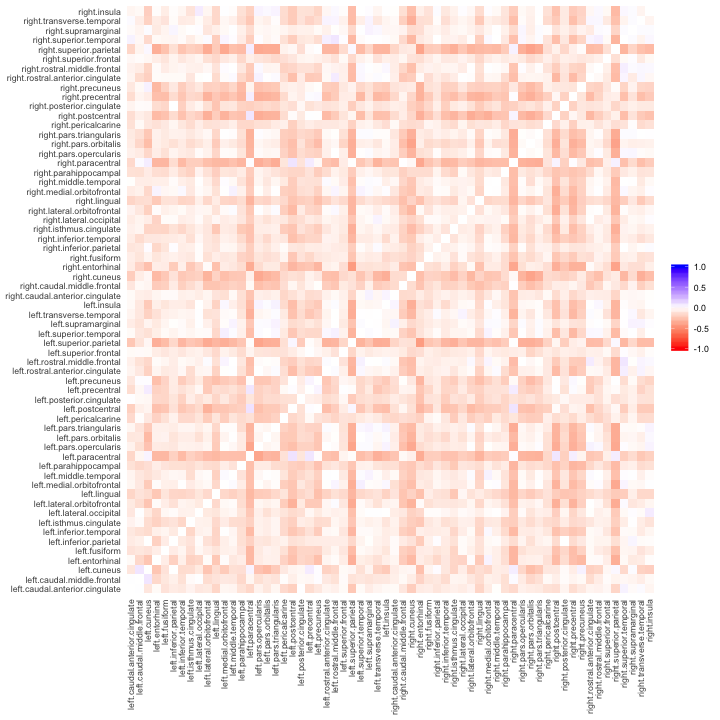 right.insula
right.transverse.temporal
right.supramarginal
right.superior.temporal
right.superior.parietal
right.superior.frontal
right.rostral.middle.frontal
right.rostral.anterior.cingulate
right.precuneus
right.precentral
right.posterior.cingulate
right.postcentral
right.pericalcarine
right.pars.triangularis
right.pars.orbitalis
right.pars.opercularis
right.paracentral
right.parahippocampal
right.middle.temporal
right.medial.orbitofrontal
right.lingual
right.lateral.orbitofrontal
right.lateral.occipital
right.isthmus.cingulate
right.inferior.temporal
right.inferior.parietal
right.fusiform
right.entorhinal
right.cuneus
right.caudal.middle.frontal
right.caudal.anterior.cingulate
left.insula
left.transverse.temporal
left.supramarginal
left.superior.temporal
left.superior.parietal
left.superior.frontal
left.rostral.middle.frontal
left.rostral.anterior.cingulate
left.precuneus
left.precentral
left.posterior.cingulate
left.postcentral
left.pericalcarine
left.pars.triangularis
left.pars.orbitalis
left.pars.opercularis
left.paracentral
left.parahippocampal
left.middle.temporal
left.medial.orbitofrontal
left.lingual
left.lateral.orbitofrontal
left.lateral.occipital
left.isthmus.cingulate
left.inferior.temporal
left.inferior.parietal
left.fusiform
left.entorhinal
left.cuneus
left.caudal.middle.frontal
left.caudal.anterior.cingulate
left.caudal.anterior.cingulate
left.caudal.middle.frontal
left.cuneus
left.entorhinal
left.fusiform
left.inferior.parietal
left.inferior.temporal
left.isthmus.cingulate
left.lateral.occipital
left.lateral.orbitofrontal
left.lingual
left.medial.orbitofrontal
left.middle.temporal
left.parahippocampal
left.paracentral
left.pars.opercularis
left.pars.orbitalis
left.pars.triangularis
left.pericalcarine
left.postcentral
left.posterior.cingulate
left.precentral
left.precuneus
left.rostral.anterior.cingulate
left.rostral.middle.frontal
left.superior.frontal
left.superior.parietal
left.superior.temporal
left.supramarginal
left.transverse.temporal
left.insula
right.caudal.anterior.cingulate
right.caudal.middle.frontal
right.cuneus
right.entorhinal
right.fusiform
right.inferior.parietal
right.inferior.temporal
right.isthmus.cingulate
right.lateral.occipital
right.lateral.orbitofrontal
right.lingual
right.medial.orbitofrontal
right.middle.temporal
right.parahippocampal
right.paracentral
right.pars.opercularis
right.pars.orbitalis
right.pars.triangularis
right.pericalcarine
right.postcentral
right.posterior.cingulate
right.precentral
right.precuneus
right.rostral.anterior.cingulate
right.rostral.middle.frontal
right.superior.frontal
right.superior.parietal
right.superior.temporal
right.supramarginal
right.transverse.temporal
right.insula
1.0
0.5
0.0
-0.5
-1.0